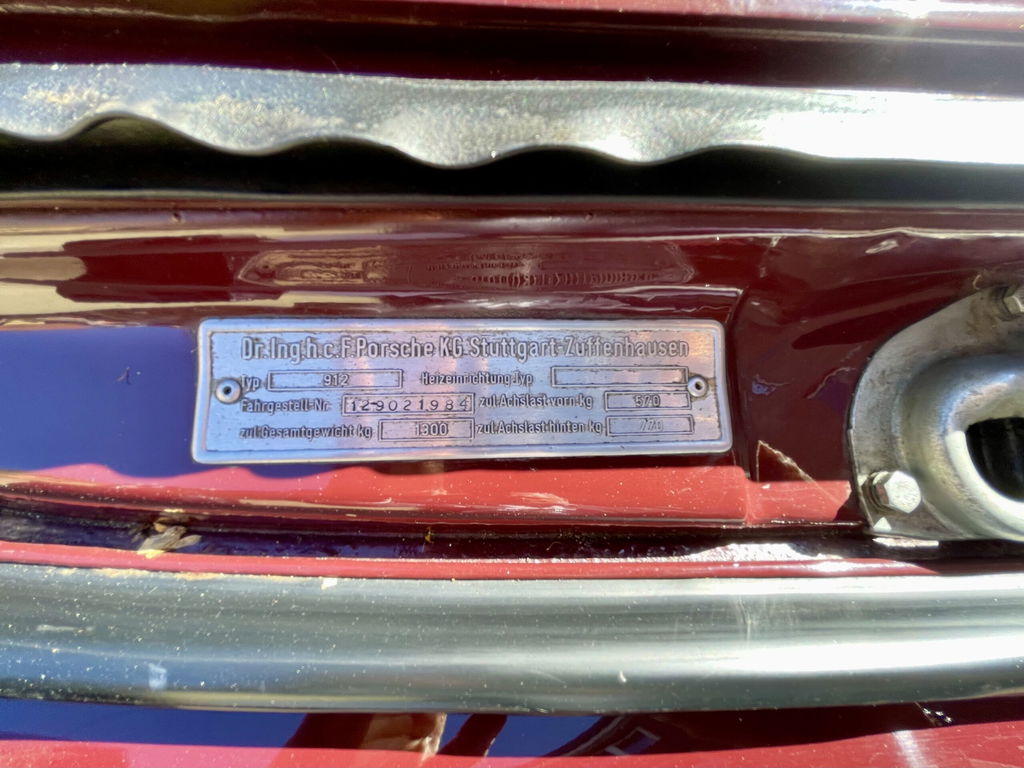 Dr. Ing. h. c. F. Porsche KG Stuttgart-Zuffenhausen
Typ 912 Heizeinrichtung Typ
Fahrgestell-Nr. 129021984 zul. Achslast vorn kg 570
zul. Gesamtgewicht kg 1300 zul. Achslast hinten kg 770